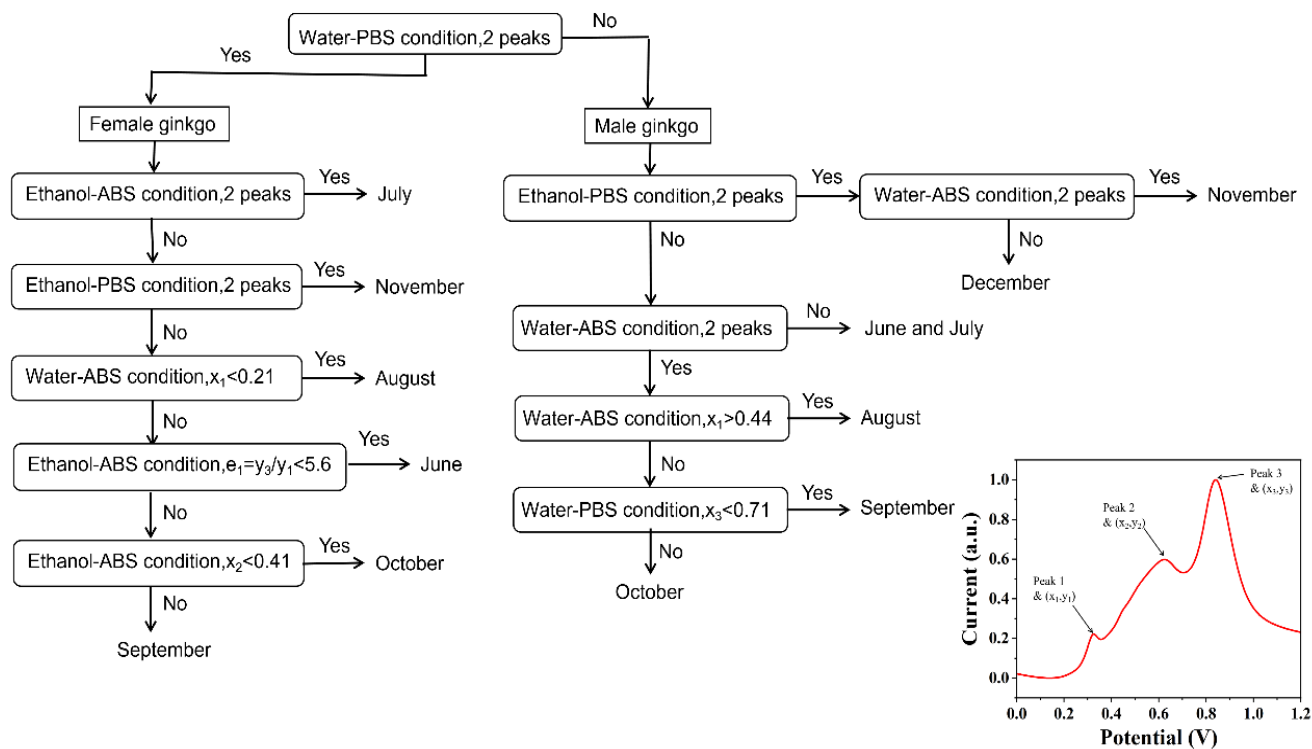 Water-PBS condition,2 peaks
No
Yes
Female ginkgo
Male ginkgo
Ethanol-ABS condition,2 peaks
Yes
July
Ethanol-PBS condition,2 peaks
Yes
Water-ABS condition,2 peaks
Yes
November
No
No
No
December
Ethanol-PBS condition,2 peaks
Yes
November
Water-ABS condition,2 peaks
No
June and July
No
Yes
Water-ABS condition,x₁<0.21
Yes
August
Water-ABS condition,x₁>0.44
Yes
August
No
No
Ethanol-ABS condition,e₁=y₃/y₁<5.6
Yes
June
Water-PBS condition,x₃<0.71
Yes
September
No
No
October
Ethanol-ABS condition,x₂<0.41
Yes
October
No
September
Peak 3
& (x₃,y₃)
Peak 2
& (x₂,y₂)
Peak 1
& (x₁,y₁)
Current (a.u.)
1.0
0.8
0.6
0.4
0.2
0.0
0.0 0.2 0.4 0.6 0.8 1.0 1.2
Potential (V)